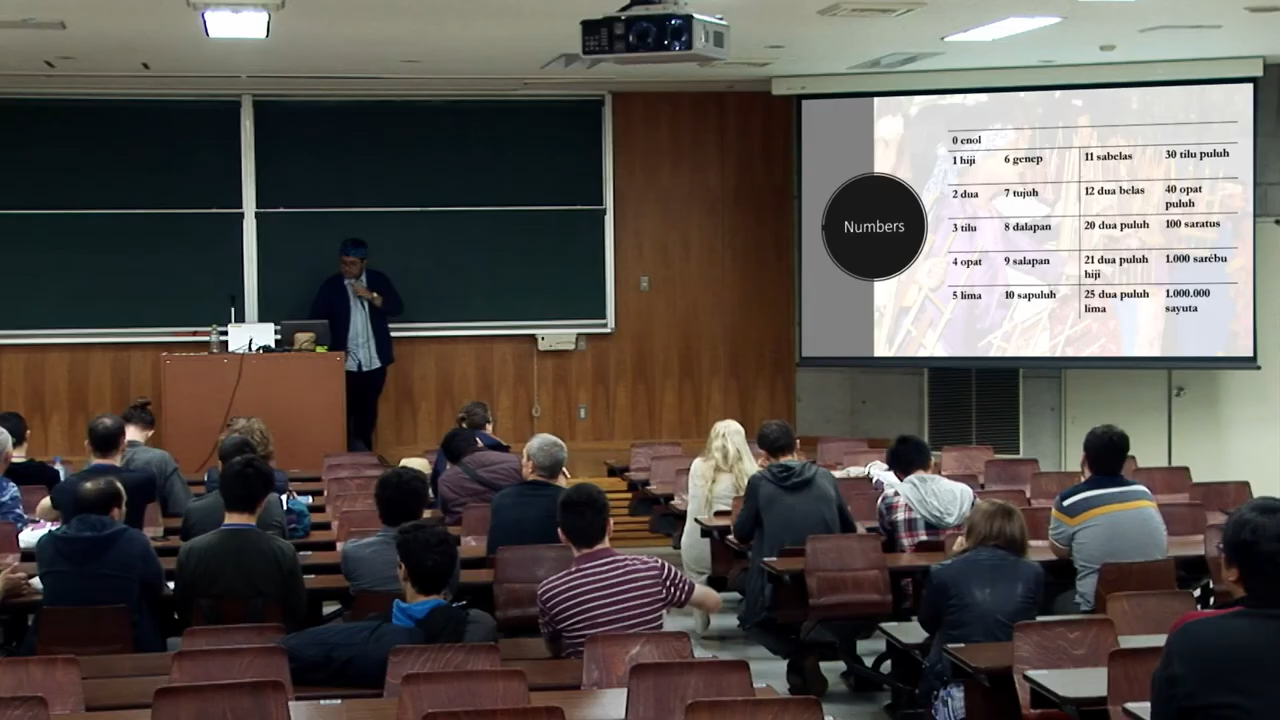 Numbers
0 enol
1 hiji 6 genep 11 sabelas 30 tilu puluh
2 dua 7 tujuh 12 dua belas 40 opat
puluh
3 tilu 8 dalapan 20 dua puluh 100 saratus
4 opat 9 salapan 21 dua puluh 1.000 sarébu
hiji
5 lima 10 sapuluh 25 dua puluh 1.000.000
lima sayuta